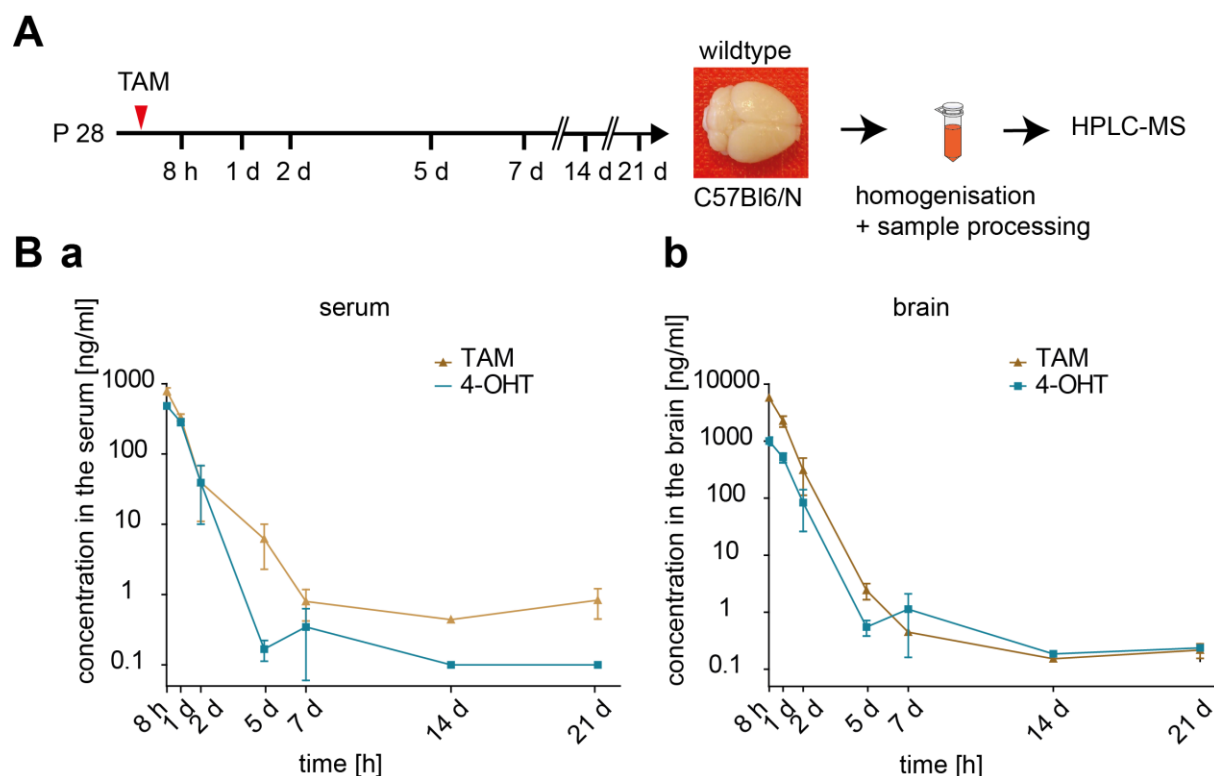 A
TAM
P 28
8 h
1 d
2 d
5 d
7 d
14 d
21 d
wildtype
C57Bl6/N
homogenisation
+ sample processing
HPLC-MS
B a
serum
TAM
4-OHT
concentration in the serum [ng/ml]
1000
100
10
1
0.1
8 h
1 d
2 d
5 d
7 d
14 d
21 d
time [h]
b
brain
TAM
4-OHT
concentration in the brain [ng/ml]
10000
1000
100
10
1
0.1
8 h
1 d
2 d
5 d
7 d
14 d
21 d
time [h]